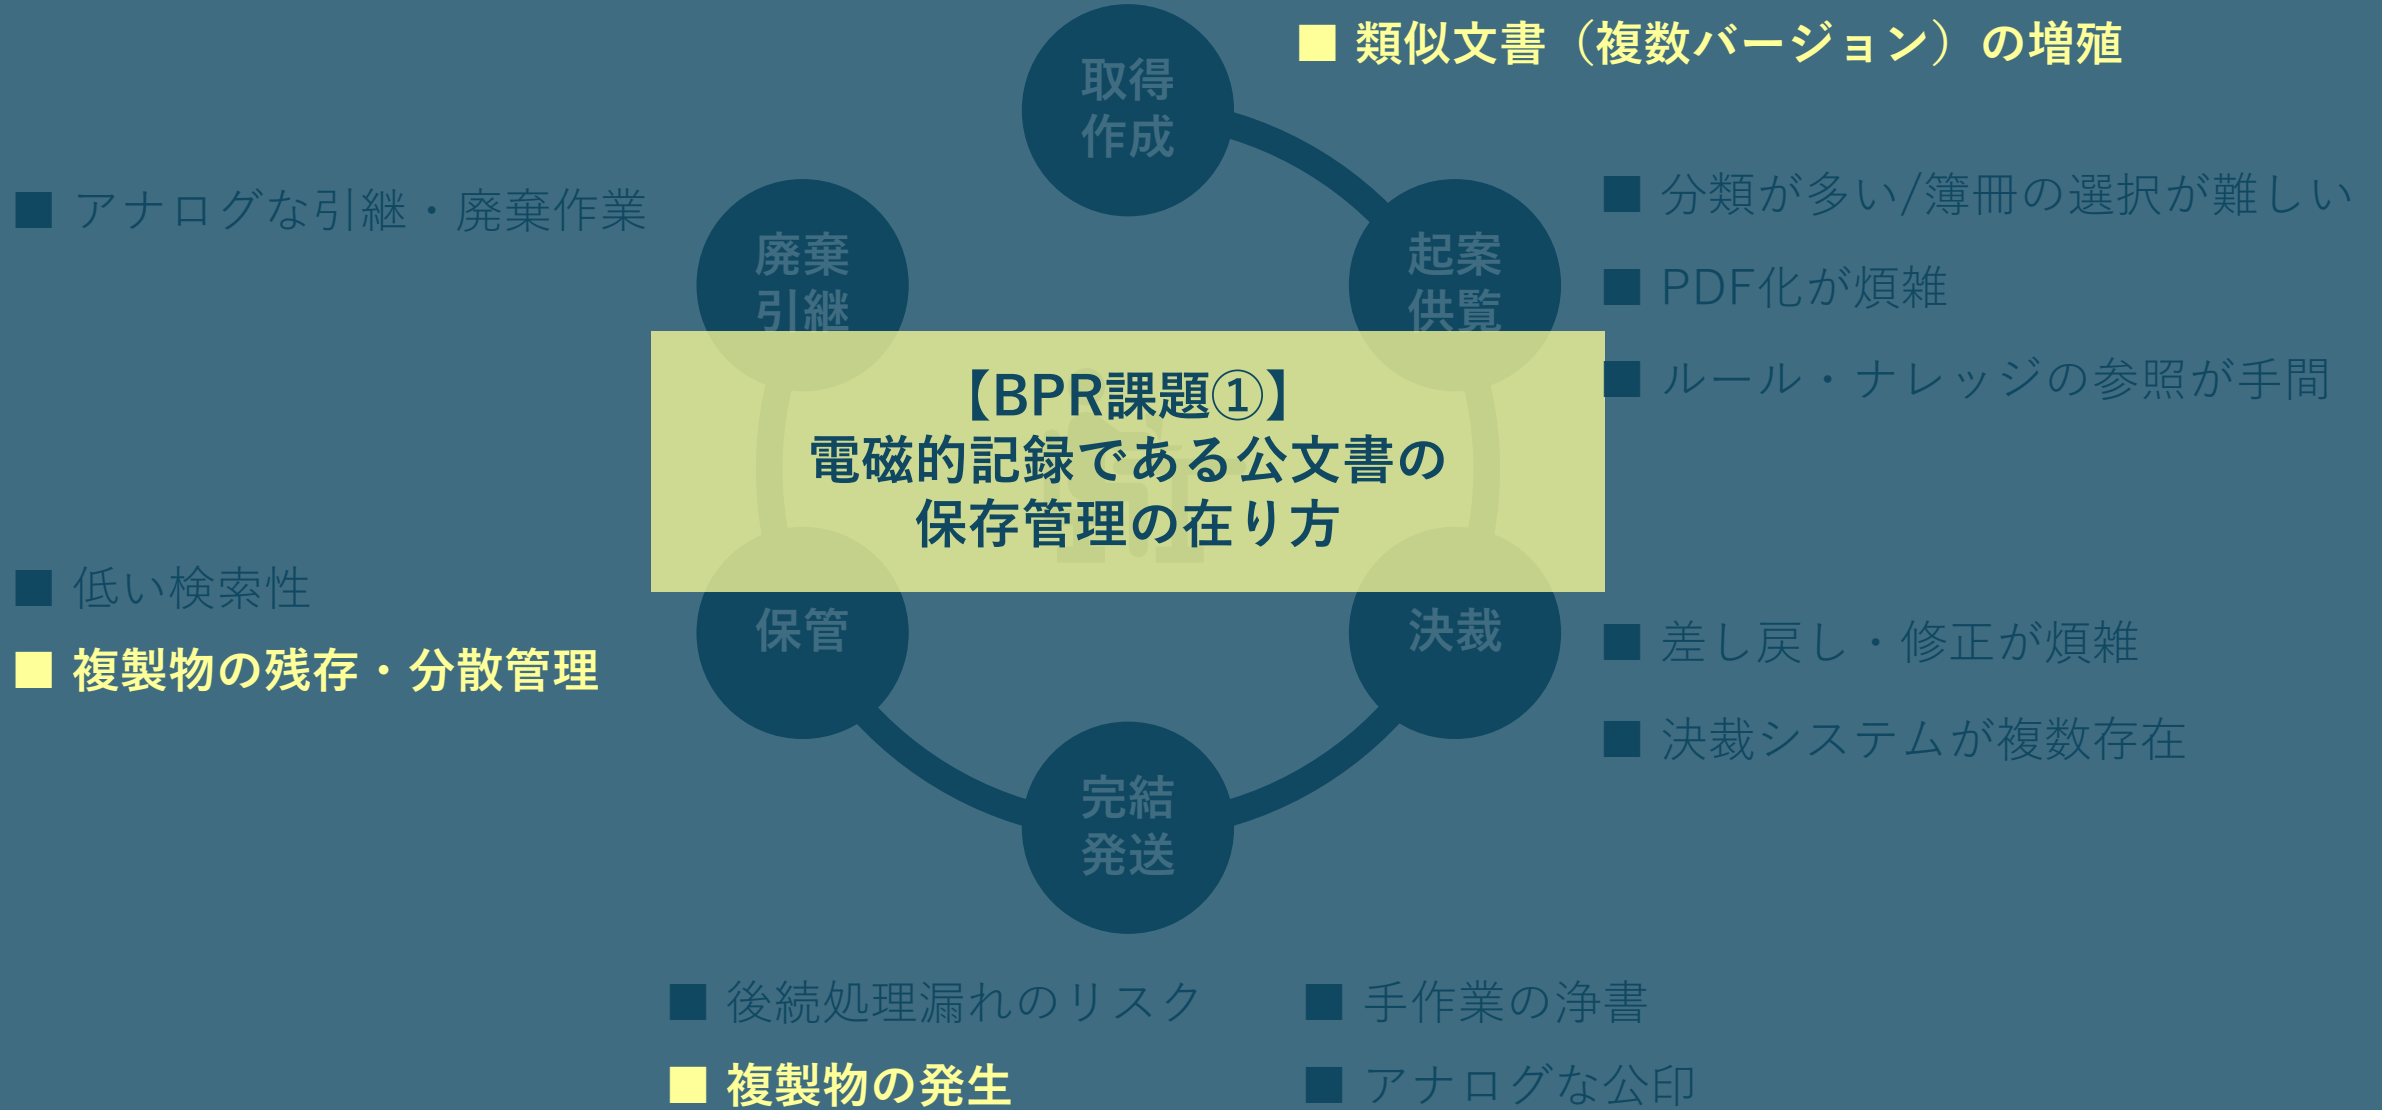 ■ 類似文書（複数バージョン）の増殖
取得
作成
■ アナログな引継・廃棄作業
■ 分類が多い/簿冊の選択が難しい
■ PDF化が煩雑
■ ルール・ナレッジの参照が手間
廃棄
引継
起案
供覧
【BPR課題①】
電磁的記録である公文書の
保存管理の在り方
■ 低い検索性
■ 複製物の残存・分散管理
保管
決裁
■ 差し戻し・修正が煩雑
■ 決裁システムが複数存在
完結
発送
■ 後続処理漏れのリスク
■ 複製物の発生
■ 手作業の浄書
■ アナログな公印